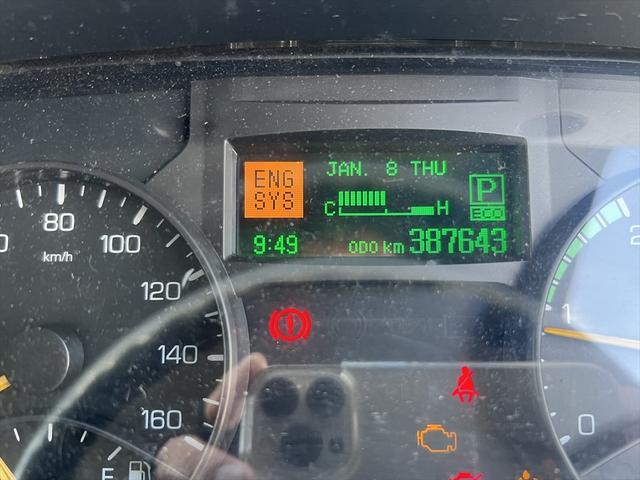 ENG
SYS
JAN. 8 THU
P
ECO
C H
9:49
ODO km 387643
80
100
km/h
120
140
160
F
1
0